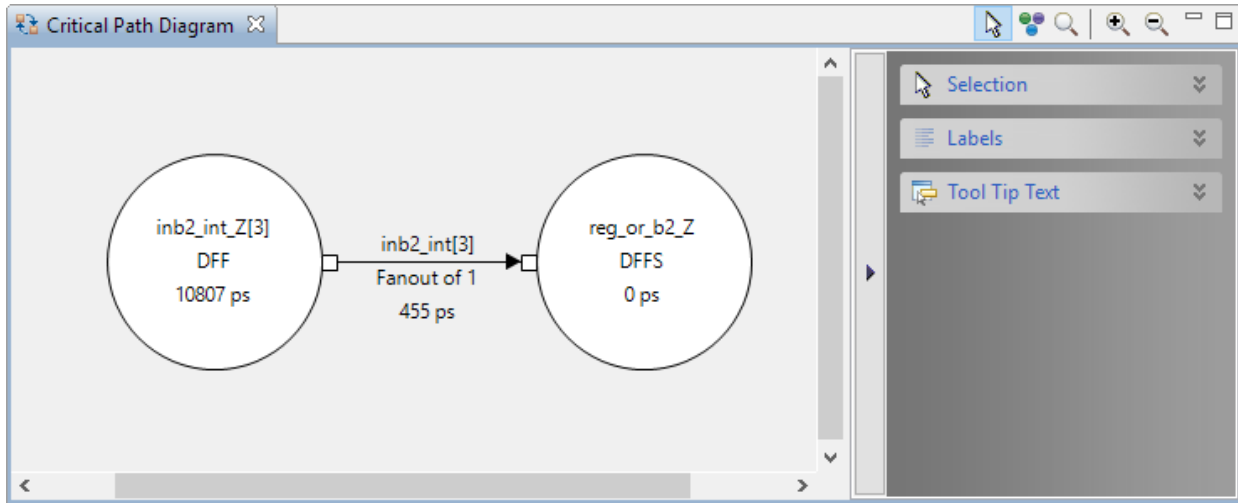 Critical Path Diagram
inb2_int_Z[3]
DFF
10807 ps
inb2_int[3]
Fanout of 1
455 ps
reg_or_b2_Z
DFFS
0 ps
Selection
Labels
Tool Tip Text